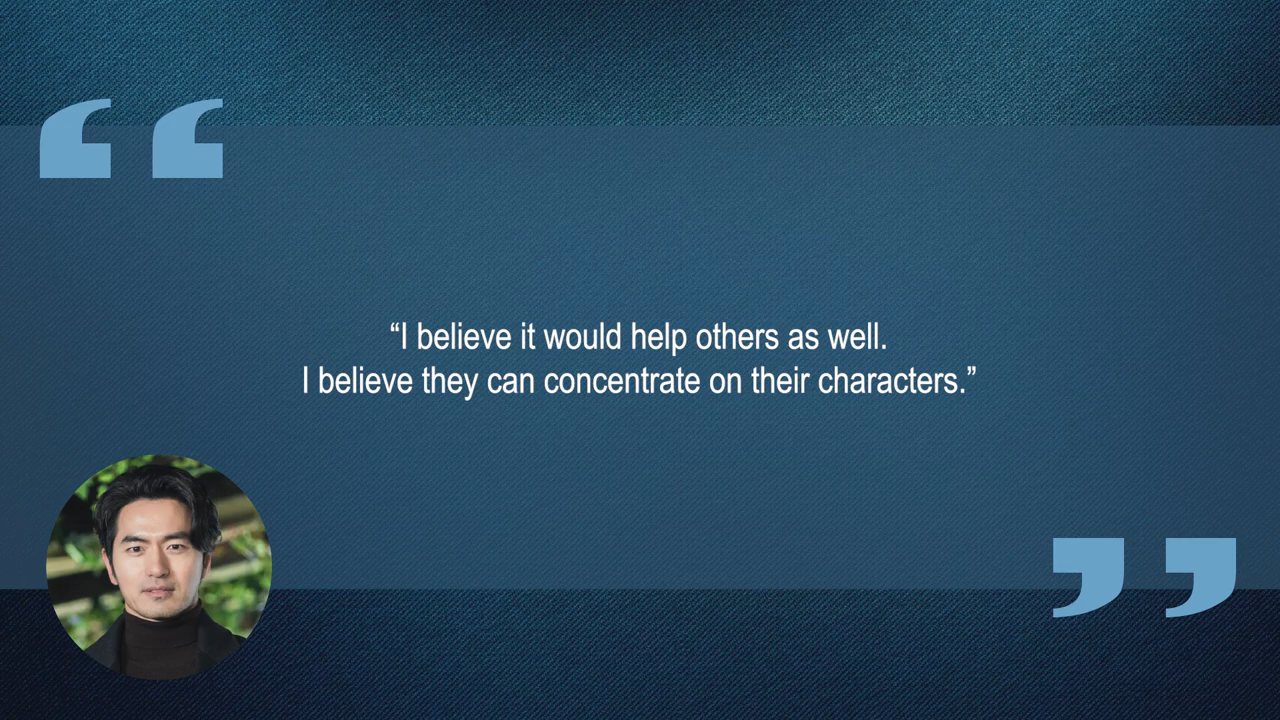 “I believe it would help others as well.
I believe they can concentrate on their characters.”